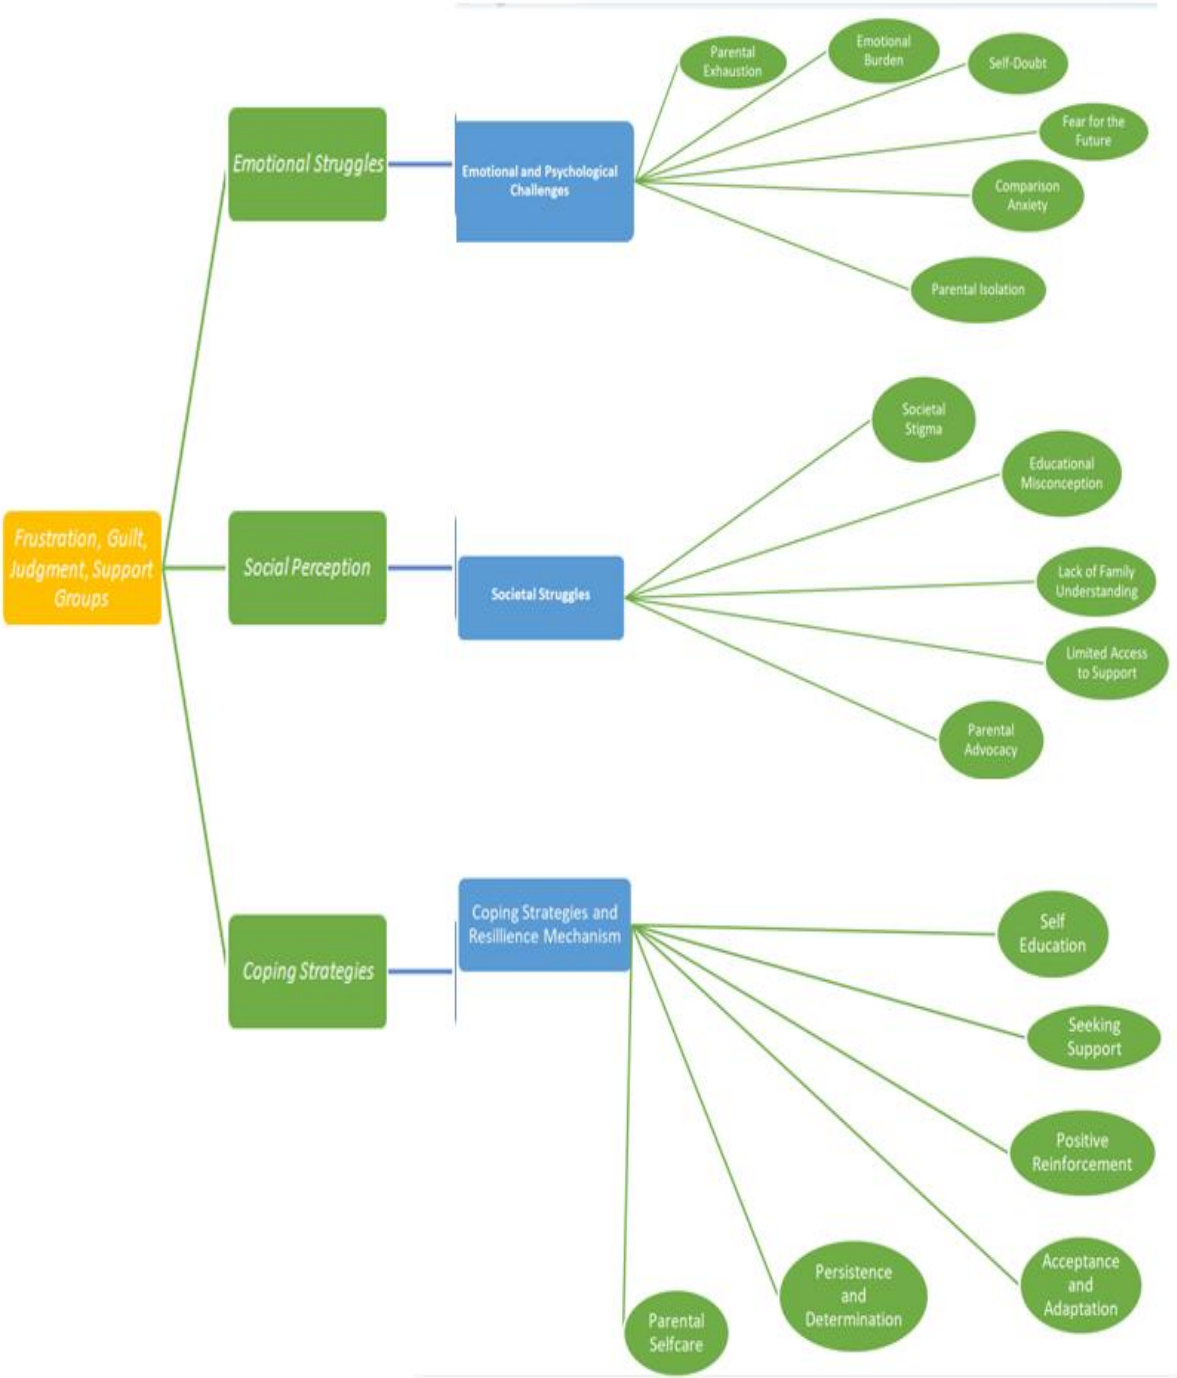 Parental
Exhaustion
Emotional
Burden
Self-Doubt
Fear for the
Future
Emotional Struggles
Emotional and Psychological
Challenges
Comparison
Anxiety
Parental Isolation
Societal
Stigma
Educational
Misconception
Frustration, Guilt,
Judgment, Support
Groups
Social Perception
Societal Struggles
Lack of Family
Understanding
Limited Access
to Support
Parental
Advocacy
Coping Strategies and
Resillience Mechanism
Self
Education
Coping Strategies
Seeking
Support
Positive
Reinforcement
Acceptance
and
Adaptation
Persistence
and
Determination
Parental
Selfcare